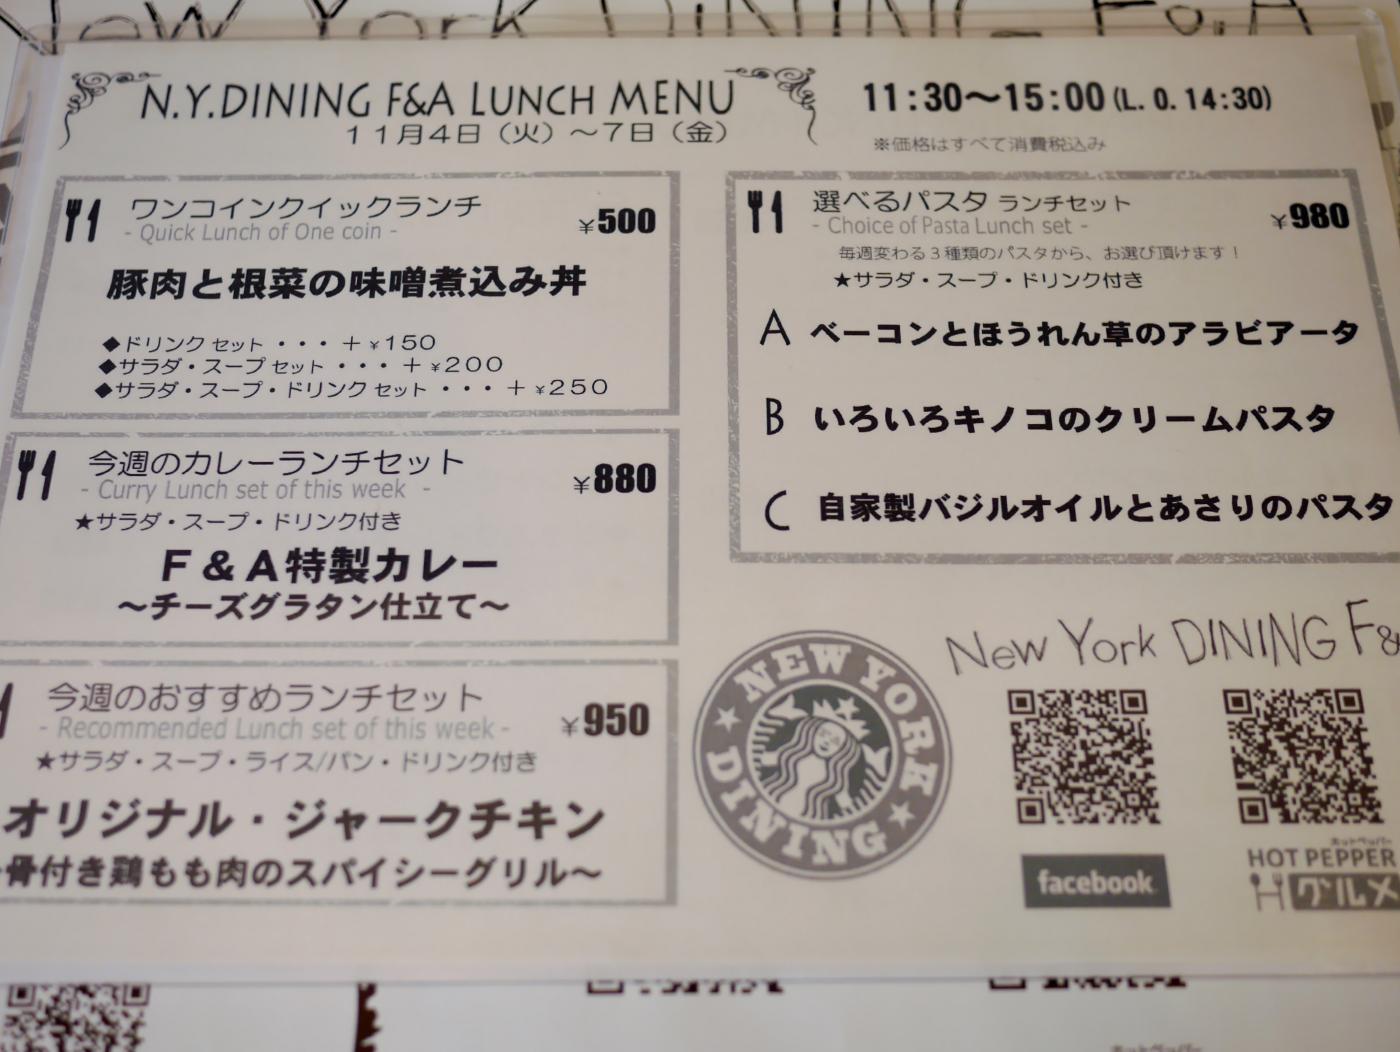 New York DINING F&A
N.Y.DINING F&A LUNCH MENU
11月4日（火）～7日（金）
11:30～15:00(L.O.14:30)
※価格はすべて消費税込み
ワンコインクイックランチ
- Quick Lunch of One coin -
¥500
豚肉と根菜の味噌煮込み丼
◆ドリンクセット・・・＋¥150
◆サラダ・スープセット・・・＋¥200
◆サラダ・スープ・ドリンクセット・・・＋¥250
今週のカレーランチセット
- Curry Lunch set of this week -
¥880
★サラダ・スープ・ドリンク付き
F&A特製カレー
～チーズグラタン仕立て～
今週のおすすめランチセット
- Recommended Lunch set of this week -
¥950
★サラダ・スープ・ライス/パン・ドリンク付き
オリジナル・ジャークチキン
骨付き鶏もも肉のスパイシーグリル～
選べるパスタ ランチセット
- Choice of Pasta Lunch set -
¥980
毎週変わる3種類のパスタから、お選び頂けます！
★サラダ・スープ・ドリンク付き
A ベーコンとほうれん草のアラビアータ
B いろいろキノコのクリームパスタ
C 自家製バジルオイルとあさりのパスタ
New York DINING F&
NEW YORK DINING
facebook
ホットペッパー
HOT PEPPER
グルメ
ホットペッパー